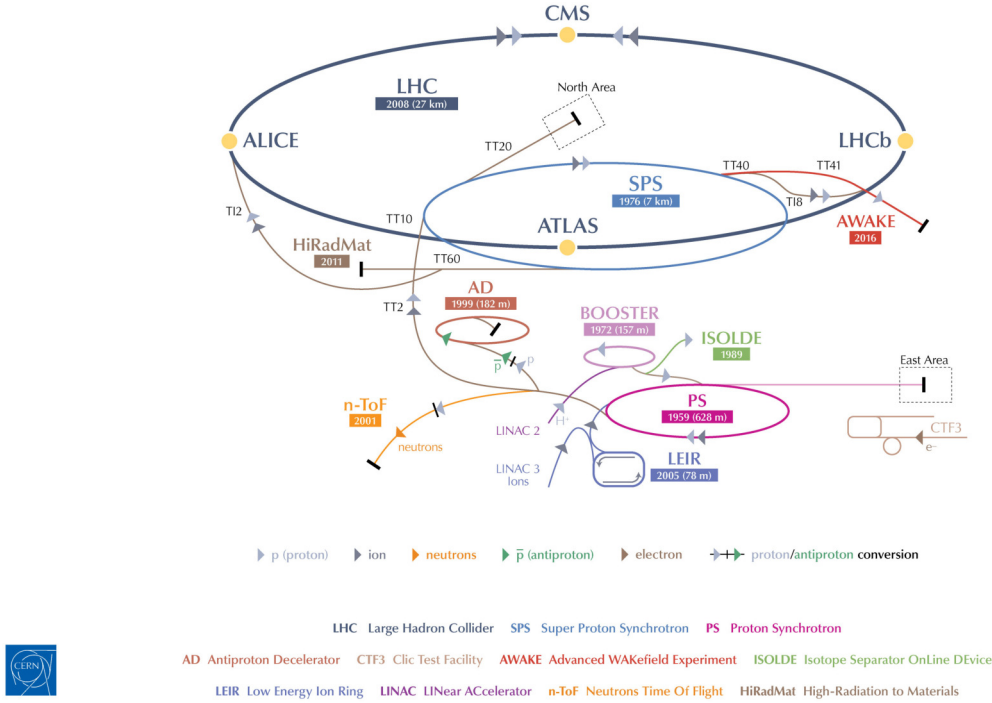 CMS
LHC
2008 (27 km)
North Area
ALICE
LHCb
TT20
TT40
TT41
SPS
1976 (7 km)
TI8
TI2
TT10
ATLAS
AWAKE
2016
HiRadMat
2011
TT60
AD
1999 (182 m)
TT2
BOOSTER
1972 (157 m)
ISOLDE
1989
p̅
p
East Area
n-ToF
2001
PS
1959 (628 m)
H⁺
LINAC 2
CTF3
e⁻
neutrons
LEIR
2005 (78 m)
LINAC 3
Ions
p (proton) ion neutrons p̅ (antiproton) electron proton/antiproton conversion
LHC Large Hadron Collider SPS Super Proton Synchrotron PS Proton Synchrotron
AD Antiproton Decelerator CTF3 Clic Test Facility AWAKE Advanced WAKefield Experiment ISOLDE Isotope Separator OnLine DEvice
LEIR Low Energy Ion Ring LINAC LINear ACcelerator n-ToF Neutrons Time Of Flight HiRadMat High-Radiation to Materials
CERN